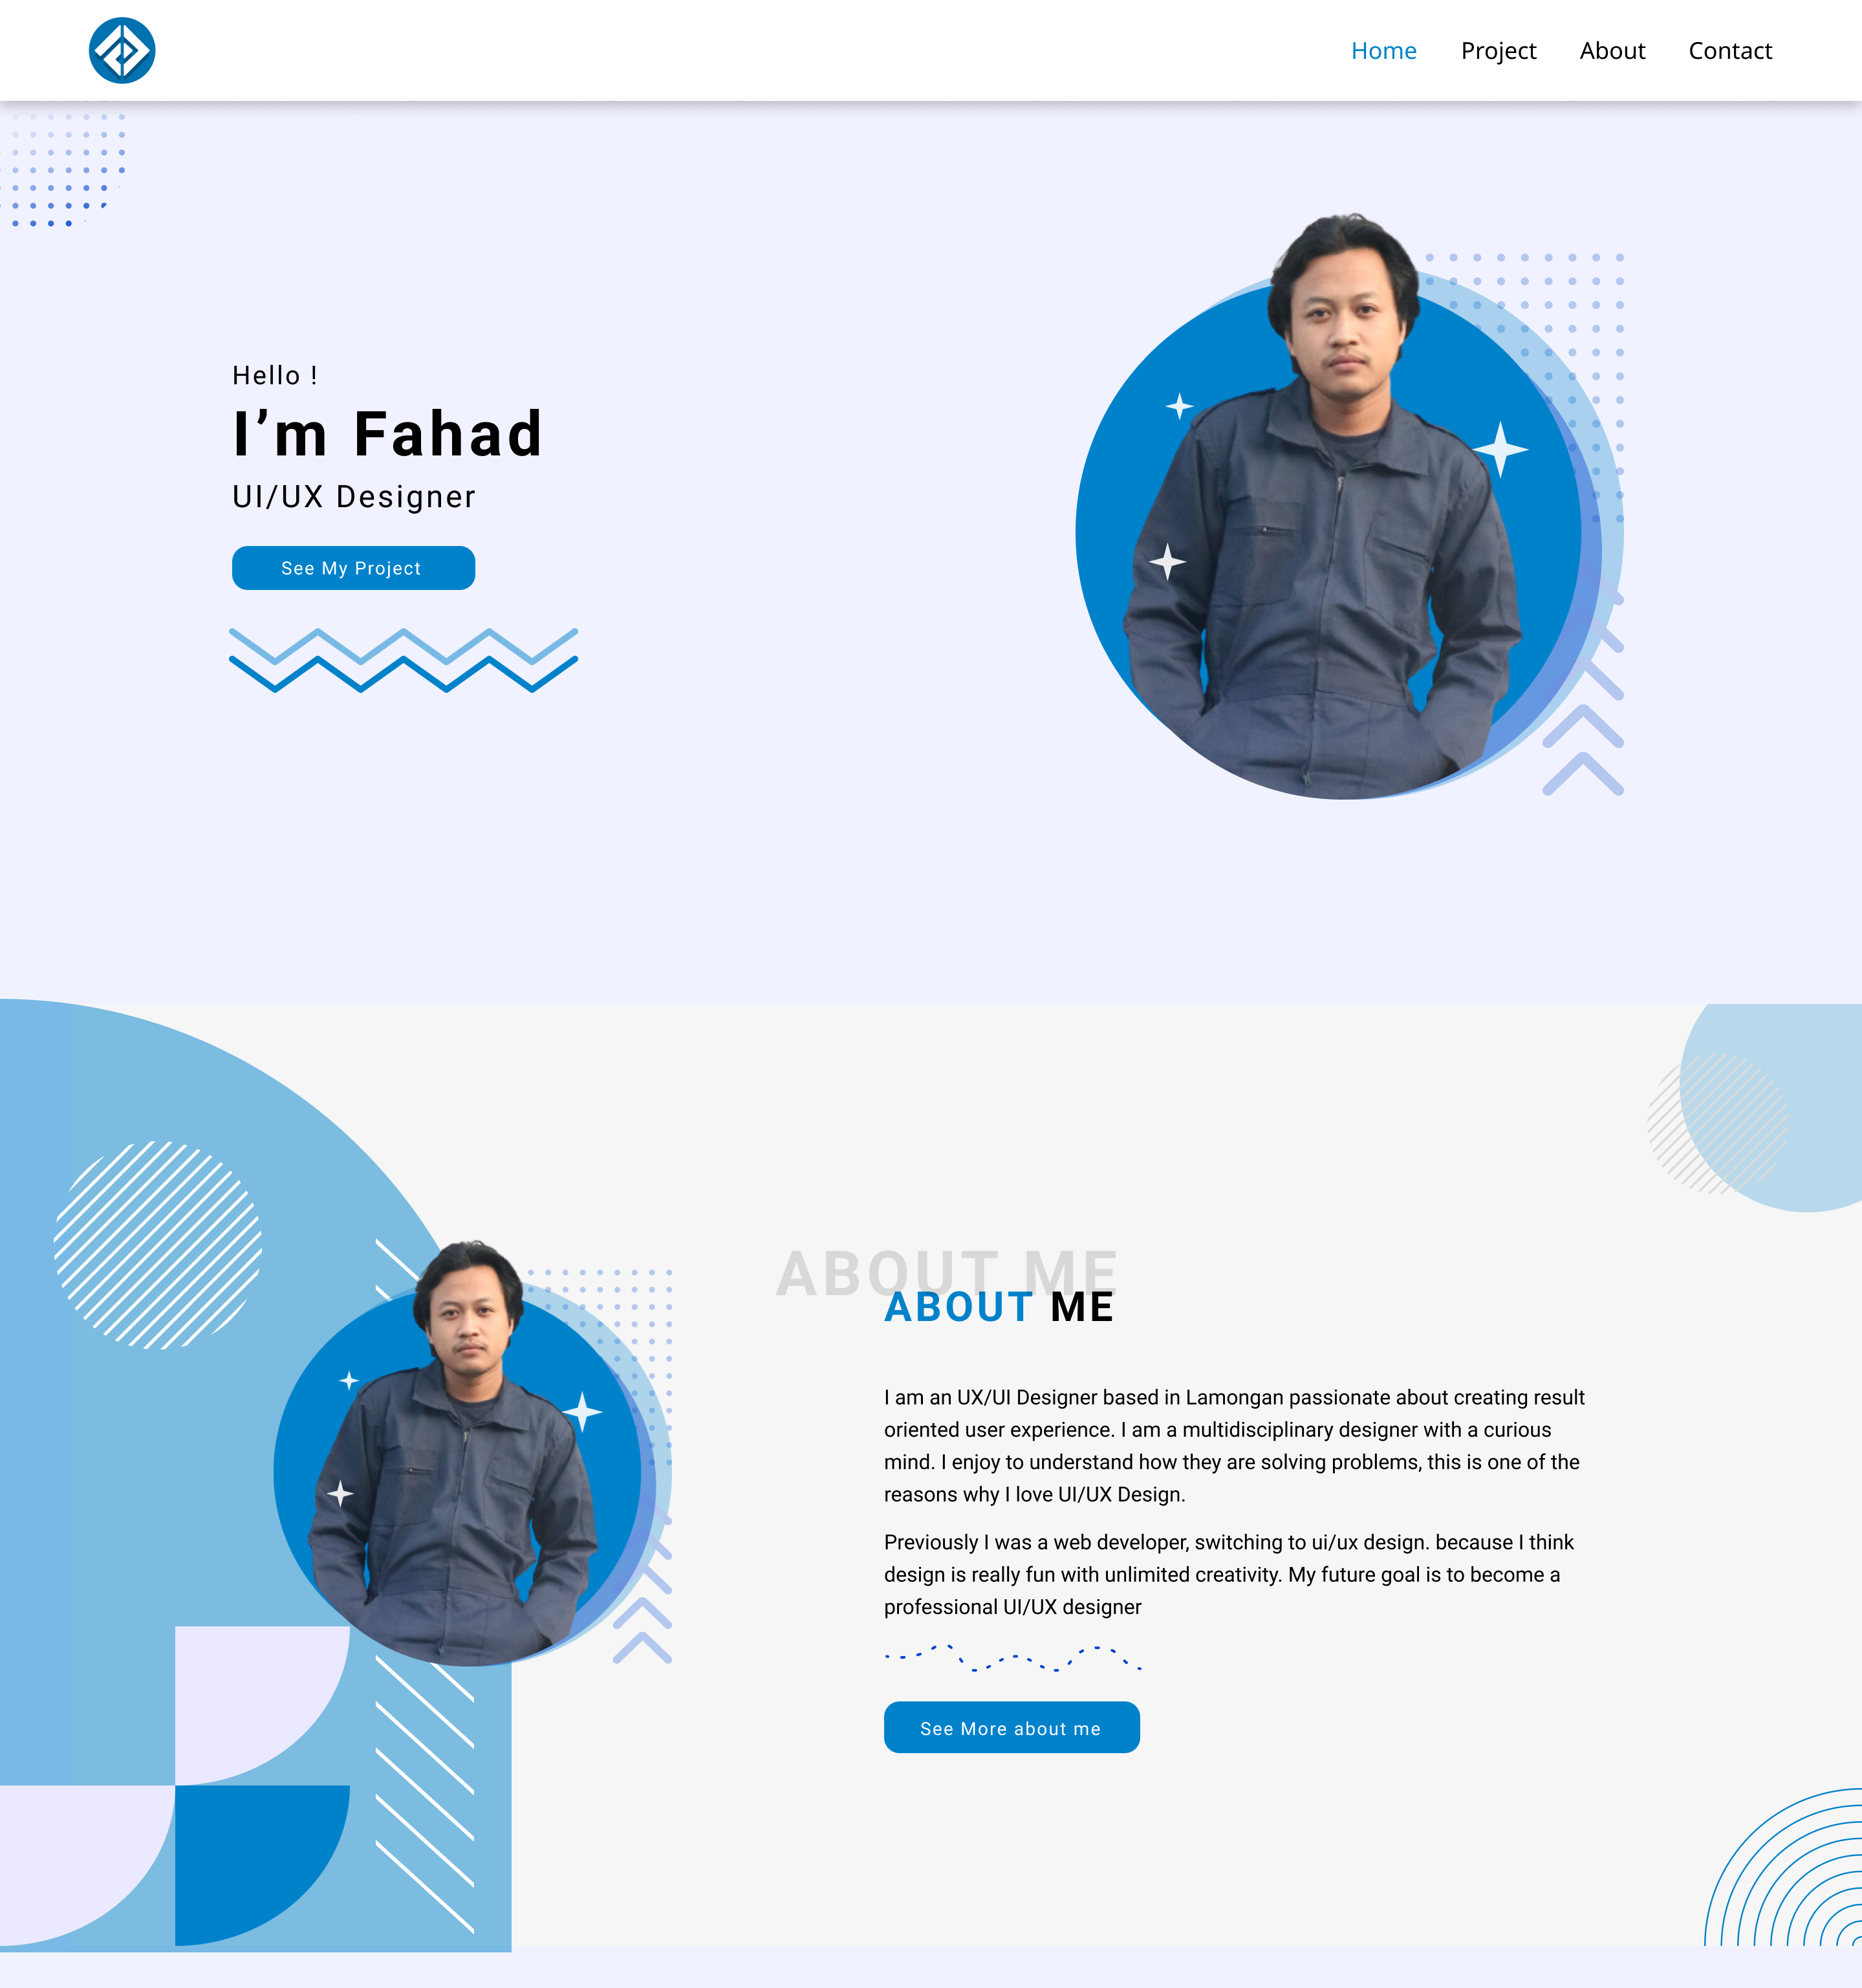 Home Project About Contact
Hello !
I’m Fahad
UI/UX Designer
See My Project
ABOUT ME
ABOUT ME
I am an UX/UI Designer based in Lamongan passionate about creating result
oriented user experience. I am a multidisciplinary designer with a curious
mind. I enjoy to understand how they are solving problems, this is one of the
reasons why I love UI/UX Design.
Previously I was a web developer, switching to ui/ux design. because I think
design is really fun with unlimited creativity. My future goal is to become a
professional UI/UX designer
See More about me